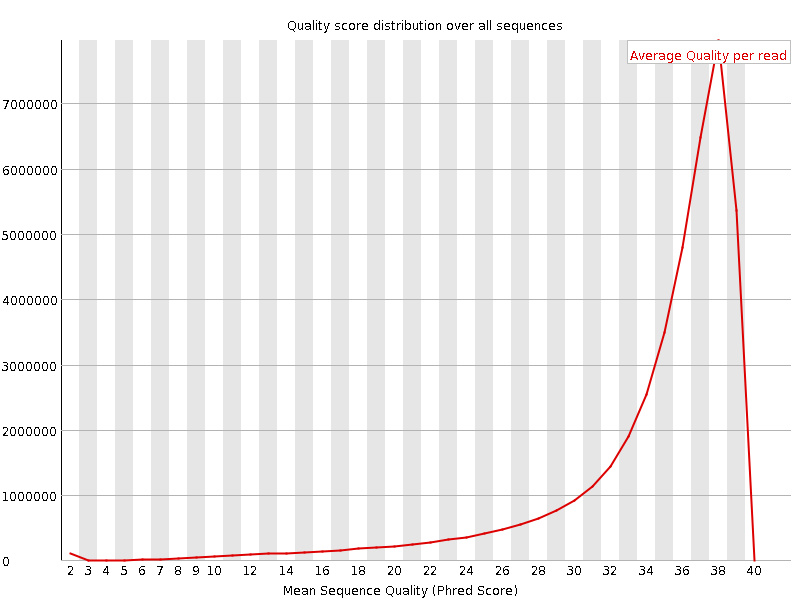 Quality score distribution over all sequences
Average Quality per read
7000000
6000000
5000000
4000000
3000000
2000000
1000000
0
2 3 4 5 6 7 8 9 10 12 14 16 18 20 22 24 26 28 30 32 34 36 38 40
Mean Sequence Quality (Phred Score)